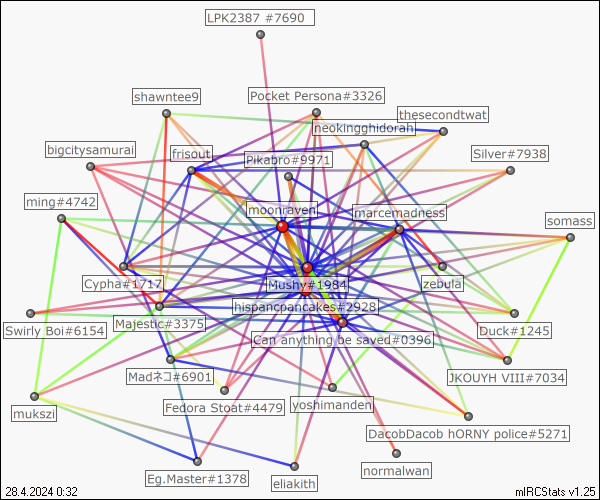 LPK2387 #7690
shawntee9
Pocket Persona#3326
thesecondtwat
neokingghidorah
bigcitysamurai
frisout
Pikabro#9971
Silver#7938
ming#4742
moonraven
marcemadness
somass
Cypha#1717
Mushy#1984
zebula
hispancpancakes#2928
Swirly Boi#6154
Majestic#3375
Duck#1245
Can anything be saved#0396
Madネコ#6901
JKOUYH VIII#7034
mukszi
Fedora Stoat#4479
yoshimanden
DacobDacob hORNY police#5271
Eg.Master#1378
eliakith
normalwan
28.4.2024 0:32
mIRCStats v1.25